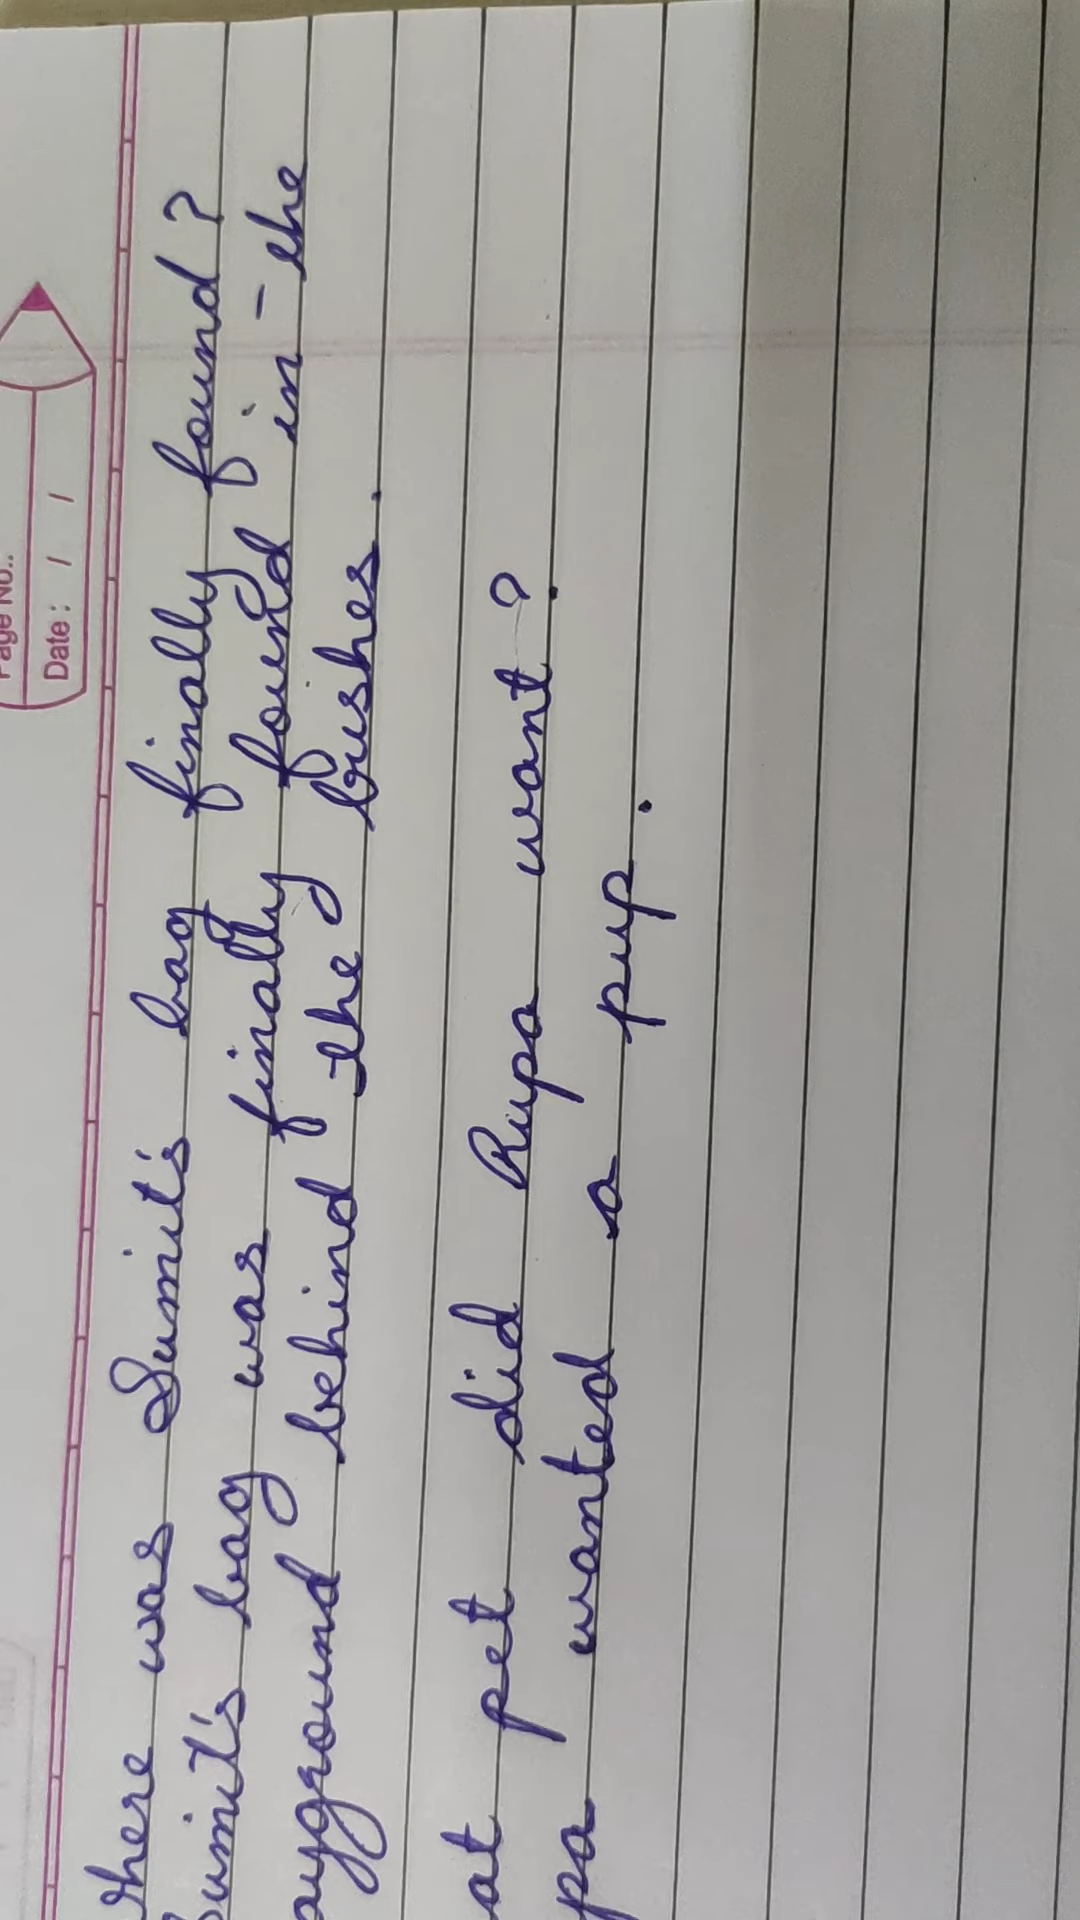 Page No..
Date: / /
here was Sumit's bag finally found?
Sumit's bag was finally found in the
ayground behind the bushes.
at pet did Rupa want?
pa wanted a pup.